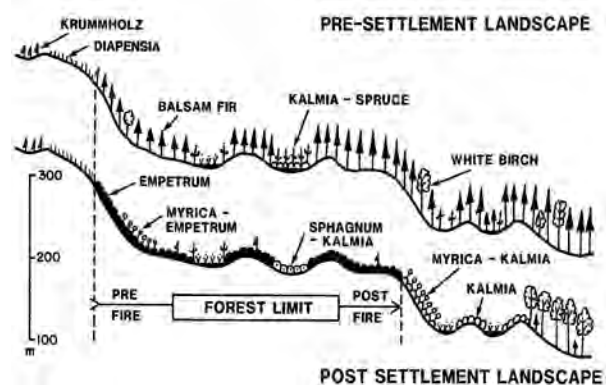 PRE-SETTLEMENT LANDSCAPE
KRUMMHOLZ
DIAPENSIA
BALSAM FIR
KALMIA – SPRUCE
WHITE BIRCH
300
EMPETRUM
MYRICA –
EMPETRUM
SPHAGNUM
–KALMIA
200
MYRICA – KALMIA
KALMIA
PRE
FIRE
FOREST LIMIT
POST
FIRE
100
m
POST SETTLEMENT LANDSCAPE